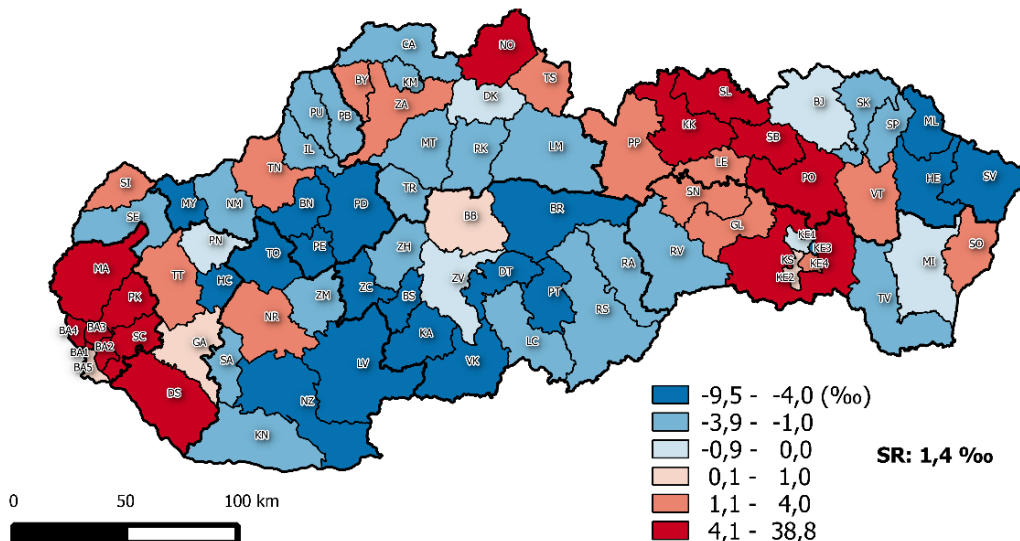 CA
NO
TS
BY
KM
ZA
DK
PU
PB
IL
MT
RK
LM
PP
KK
SL
SB
LE
PO
BJ
SK
SP
ML
HE
SV
VT
SO
MI
TV
SN
GL
RV
KE1
KE3
KS
KE4
KE2
SI
SE
MY
NM
TN
BN
PD
TR
BB
BR
PN
HC
TO
PE
ZH
ZV
DT
RA
RS
PT
LC
MA
PK
TT
NR
ZM
ZC
BS
KA
VK
LV
BA4
BA3
BA2
BA1
BA5
SC
GA
SA
DS
NZ
KN
-9,5 - -4,0 (‰)
-3,9 - -1,0
-0,9 - 0,0
0,1 - 1,0
1,1 - 4,0
4,1 - 38,8
SR: 1,4 ‰
0 50 100 km